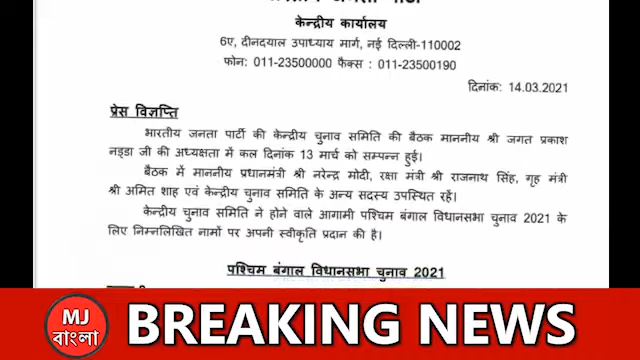 केन्द्रीय कार्यालय
6ए, दीनदयाल उपाध्याय मार्ग, नई दिल्ली-110002
फोन: 011-23500000 फैक्स : 011-23500190
दिनांक: 14.03.2021
प्रेस विज्ञप्ति
भारतीय जनता पार्टी की केन्द्रीय चुनाव समिति की बैठक माननीय श्री जगत प्रकाश
नड्डा जी की अध्यक्षता में कल दिनांक 13 मार्च को सम्पन्न हुई।
बैठक में माननीय प्रधानमंत्री श्री नरेन्द्र मोदी, रक्षा मंत्री श्री राजनाथ सिंह, गृह मंत्री
श्री अमित शाह एवं केन्द्रीय चुनाव समिति के अन्य सदस्य उपस्थित रहें।
केन्द्रीय चुनाव समिति ने होने वाले आगामी पश्चिम बंगाल विधानसभा चुनाव 2021 के
लिए निम्नलिखित नामों पर अपनी स्वीकृति प्रदान की है।
पश्चिम बंगाल विधानसभा चुनाव 2021
MJ
বাংলা
BREAKING NEWS